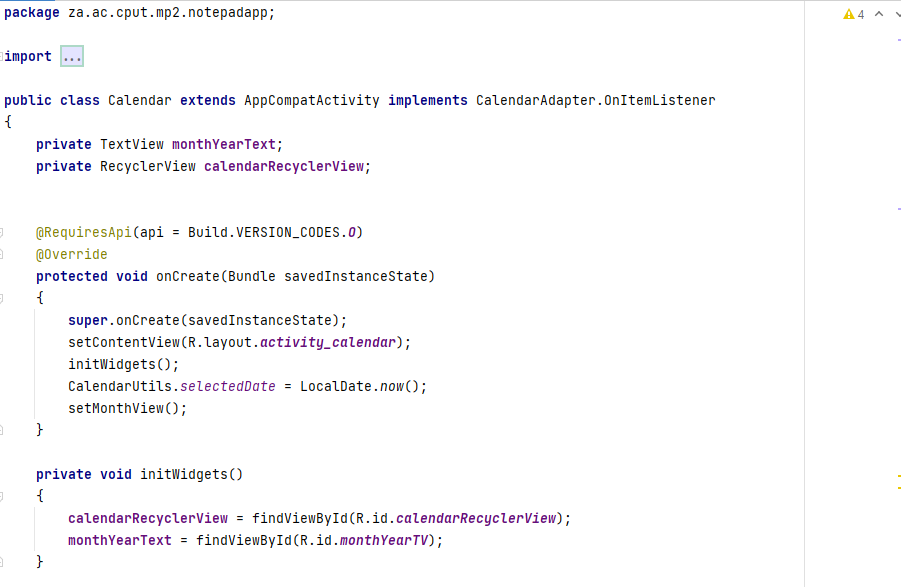 package za.ac.cput.mp2.notepadapp;
4
import ...
public class Calendar extends AppCompatActivity implements CalendarAdapter.OnItemListener
{
    private TextView monthYearText;
    private RecyclerView calendarRecyclerView;
    @RequiresApi(api = Build.VERSION_CODES.O)
    @Override
    protected void onCreate(Bundle savedInstanceState)
    {
        super.onCreate(savedInstanceState);
        setContentView(R.layout.activity_calendar);
        initWidgets();
        CalendarUtils.selectedDate = LocalDate.now();
        setMonthView();
    }
    private void initWidgets()
    {
        calendarRecyclerView = findViewById(R.id.calendarRecyclerView);
        monthYearText = findViewById(R.id.monthYearTV);
    }